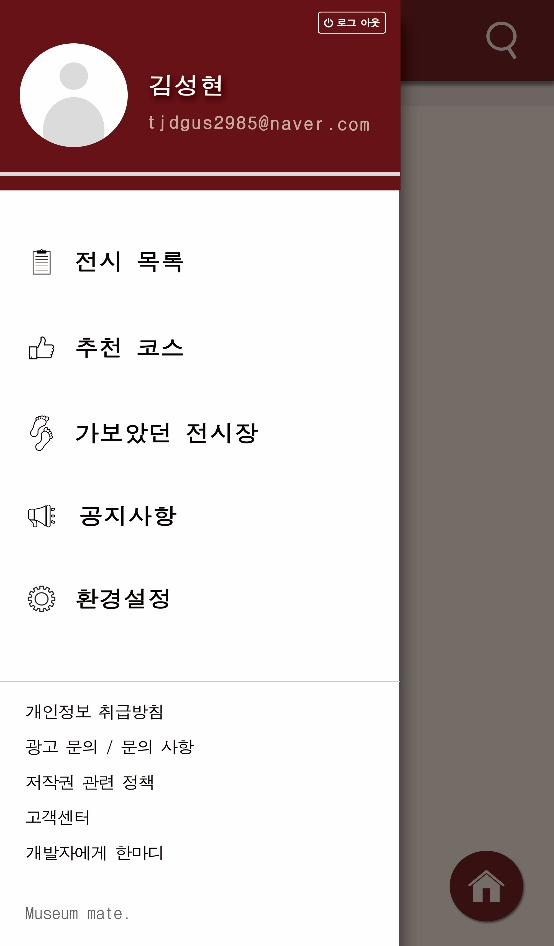 로그 아웃
김성현
tjdgus2985@naver.com
전시 목록
추천 코스
가보았던 전시장
공지사항
환경설정
개인정보 취급방침
광고 문의 / 문의 사항
저작권 관련 정책
고객센터
개발자에게 한마디
Museum mate.